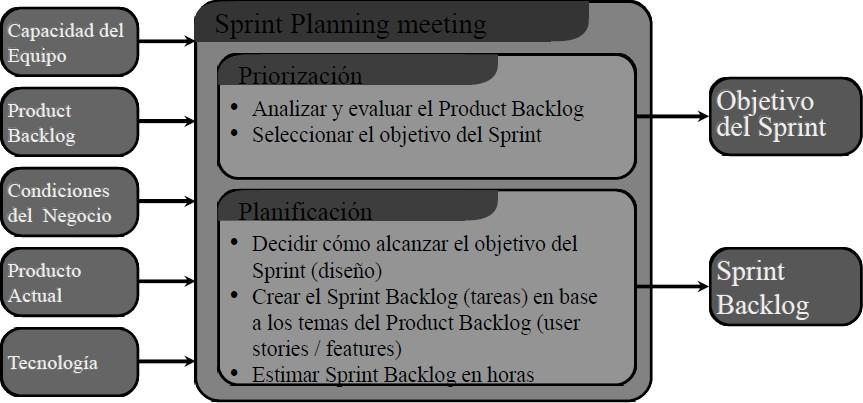 Capacidad del
Equipo
Product
Backlog
Condiciones
del Negocio
Producto
Actual
Tecnología
Sprint Planning meeting
Priorización
• Analizar y evaluar el Product Backlog
• Seleccionar el objetivo del Sprint
Planificación
• Decidir cómo alcanzar el objetivo del
Sprint (diseño)
• Crear el Sprint Backlog (tareas) en base
a los temas del Product Backlog (user
stories / features)
• Estimar Sprint Backlog en horas
Objetivo
del Sprint
Sprint
Backlog